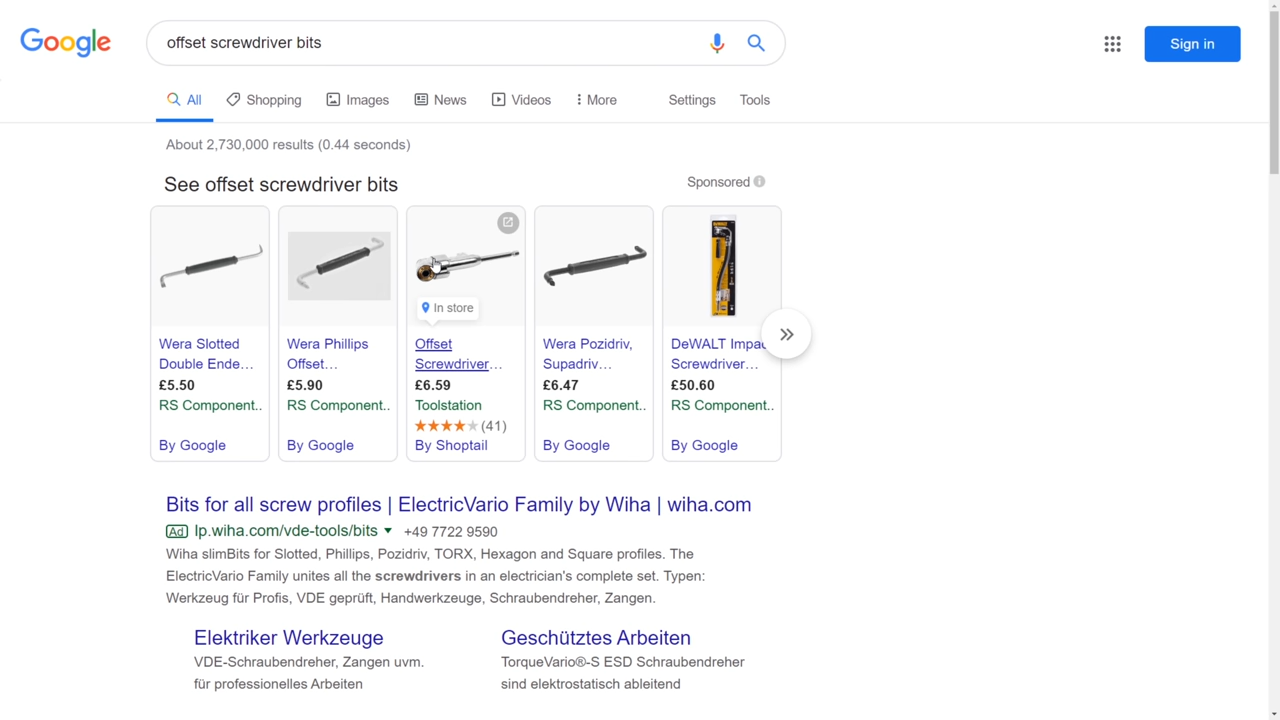 Google
offset screwdriver bits
Sign in
All
Shopping
Images
News
Videos
More
Settings
Tools
About 2,730,000 results (0.44 seconds)
See offset screwdriver bits
Sponsored
In store
Wera Slotted
Double Ende…
£5.50
RS Component..
By Google
Wera Phillips
Offset…
£5.90
RS Component..
By Google
Offset
Screwdriver…
£6.59
Toolstation
(41)
By Shoptail
Wera Pozidriv,
Supadriv…
£6.47
RS Component..
By Google
DeWALT Impac
Screwdriver…
£50.60
RS Component..
By Google
Bits for all screw profiles | ElectricVario Family by Wiha | wiha.com
Ad lp.wiha.com/vde-tools/bits +49 7722 9590
Wiha slimBits for Slotted, Phillips, Pozidriv, TORX, Hexagon and Square profiles. The
ElectricVario Family unites all the screwdrivers in an electrician's complete set. Typen:
Werkzeug für Profis, VDE geprüft, Handwerkzeuge, Schraubendreher, Zangen.
Elektriker Werkzeuge
VDE-Schraubendreher, Zangen uvm.
für professionelles Arbeiten
Geschütztes Arbeiten
TorqueVario®-S ESD Schraubendreher
sind elektrostatisch ableitend